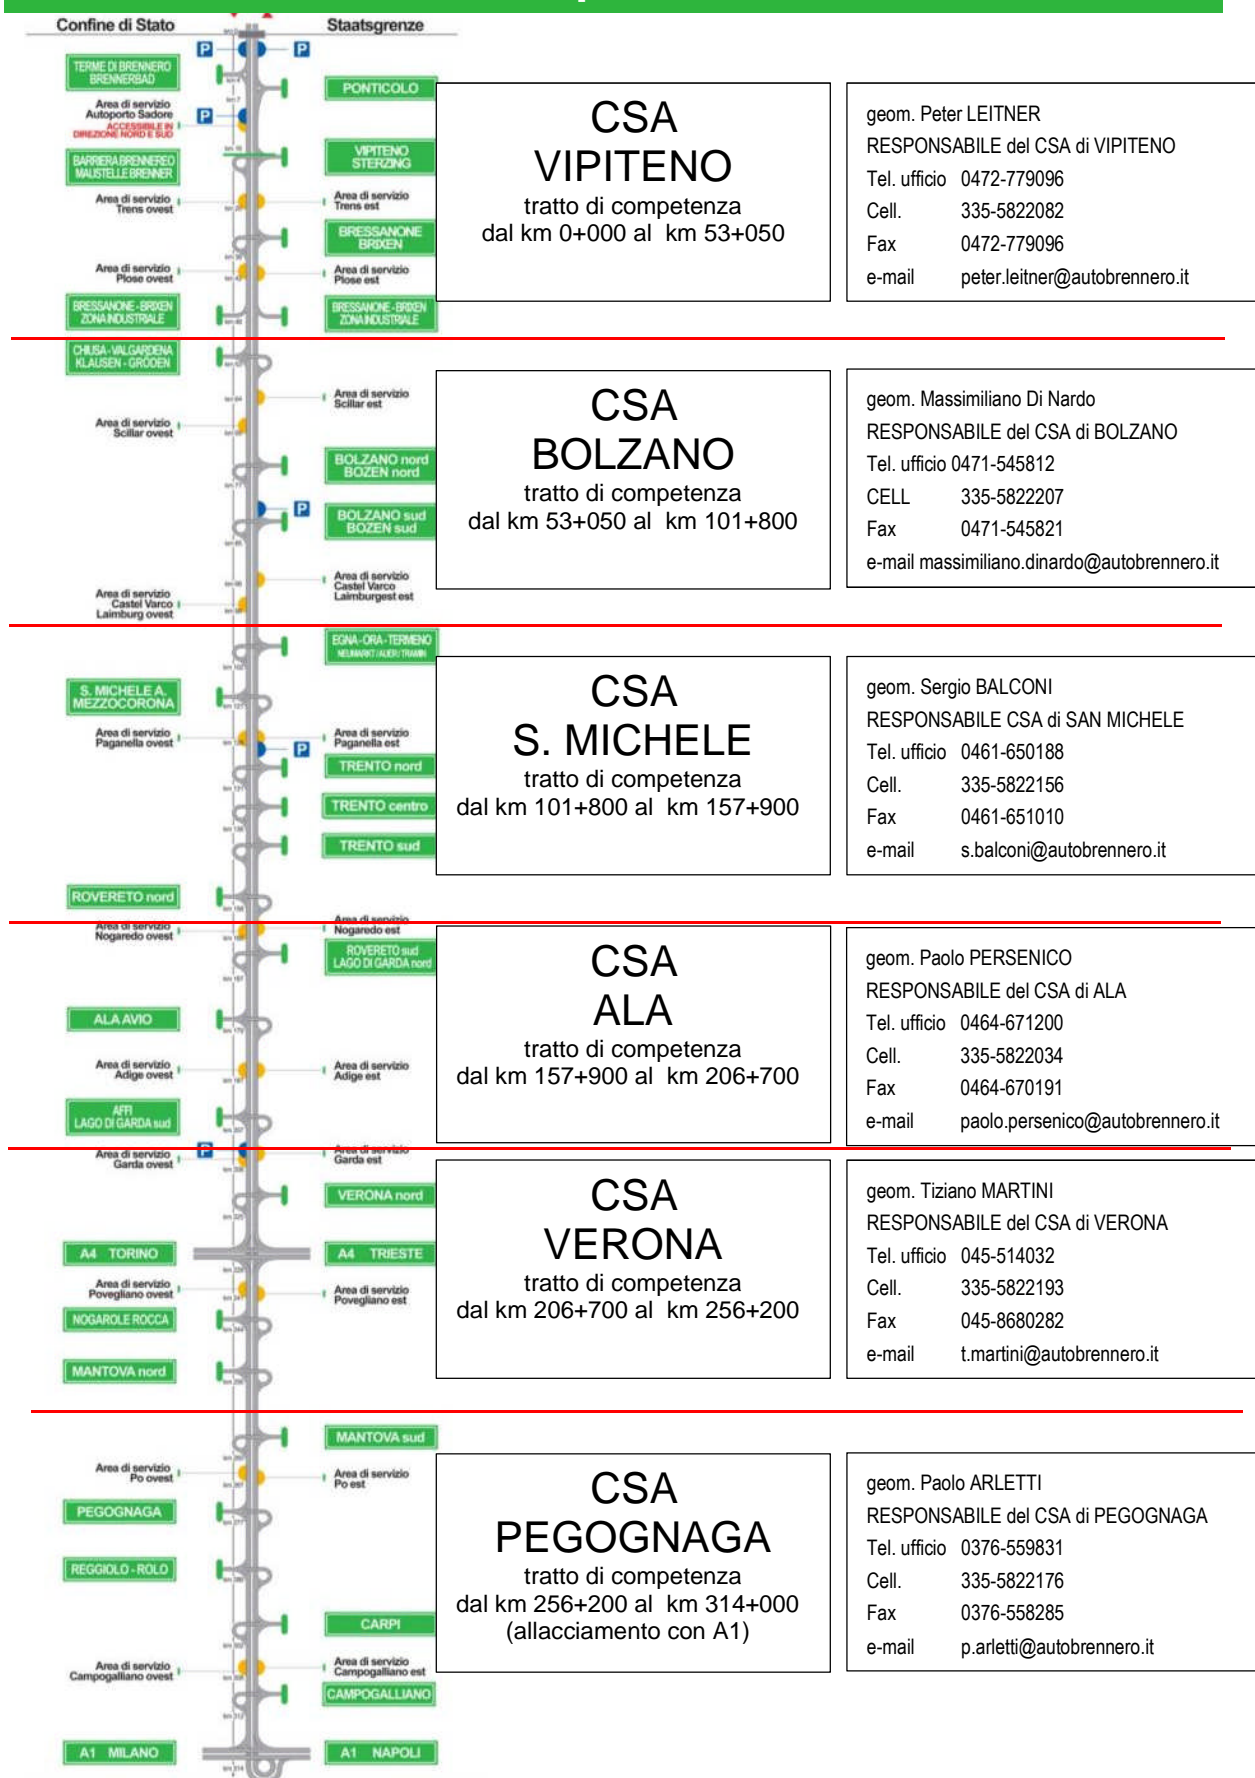 Confine di Stato
Staatsgrenze
P
P
TERME DI BRENNERO
BRENNERBAD
PONTICOLO
Area di servizio
Autoporto Sadore
ACCESSIBILE IN
DIREZIONE NORD E SUD
P
BARRIERA BRENNEREO
MAUSTELLE BRENNER
VIPITENO
STERZING
Area di servizio
Trens ovest
Area di servizio
Trens est
BRESSANONE
BRIXEN
Area di servizio
Plose ovest
Area di servizio
Plose est
BRESSANONE - BRIXEN
ZONA INDUSTRIALE
BRESSANONE - BRIXEN
ZONA INDUSTRIALE
CSA
VIPITENO
tratto di competenza
dal km 0+000 al km 53+050
geom. Peter LEITNER
RESPONSABILE del CSA di VIPITENO
Tel. ufficio 0472-779096
Cell. 335-5822082
Fax 0472-779096
e-mail peter.leitner@autobrennero.it
CHIUSA - VALGARDENA
KLAUSEN - GRÖDEN
Area di servizio
Scillar est
Area di servizio
Scillar ovest
BOLZANO nord
BOZEN nord
P
BOLZANO sud
BOZEN sud
Area di servizio
Castel Varco
Laimburgest est
Area di servizio
Castel Varco
Laimburg ovest
CSA
BOLZANO
tratto di competenza
dal km 53+050 al km 101+800
geom. Massimiliano Di Nardo
RESPONSABILE del CSA di BOLZANO
Tel. ufficio 0471-545812
CELL 335-5822207
Fax 0471-545821
e-mail massimiliano.dinardo@autobrennero.it
EGNA - ORA - TERMENO
NEUMARKT / AUER / TRAMIN
S. MICHELE A.
MEZZOCORONA
Area di servizio
Paganella ovest
Area di servizio
Paganella est
P
TRENTO nord
TRENTO centro
TRENTO sud
ROVERETO nord
CSA
S. MICHELE
tratto di competenza
dal km 101+800 al km 157+900
geom. Sergio BALCONI
RESPONSABILE CSA di SAN MICHELE
Tel. ufficio 0461-650188
Cell. 335-5822156
Fax 0461-651010
e-mail s.balconi@autobrennero.it
Area di servizio
Nogaredo ovest
Area di servizio
Nogaredo est
ROVERETO sud
LAGO DI GARDA nord
ALA AVIO
Area di servizio
Adige ovest
Area di servizio
Adige est
AFFI
LAGO DI GARDA sud
CSA
ALA
tratto di competenza
dal km 157+900 al km 206+700
geom. Paolo PERSENICO
RESPONSABILE del CSA di ALA
Tel. ufficio 0464-671200
Cell. 335-5822034
Fax 0464-670191
e-mail paolo.persenico@autobrennero.it
Area di servizio
Garda ovest
P
Area di servizio
Garda est
VERONA nord
A4 TORINO
A4 TRIESTE
Area di servizio
Povegliano ovest
Area di servizio
Povegliano est
NOGAROLE ROCCA
MANTOVA nord
CSA
VERONA
tratto di competenza
dal km 206+700 al km 256+200
geom. Tiziano MARTINI
RESPONSABILE del CSA di VERONA
Tel. ufficio 045-514032
Cell. 335-5822193
Fax 045-8680282
e-mail t.martini@autobrennero.it
MANTOVA sud
Area di servizio
Po ovest
Area di servizio
Po est
PEGOGNAGA
REGGIOLO - ROLO
CARPI
Area di servizio
Campogalliano ovest
Area di servizio
Campogalliano est
CAMPOGALLIANO
A1 MILANO
A1 NAPOLI
CSA
PEGOGNAGA
tratto di competenza
dal km 256+200 al km 314+000
(allacciamento con A1)
geom. Paolo ARLETTI
RESPONSABILE del CSA di PEGOGNAGA
Tel. ufficio 0376-559831
Cell. 335-5822176
Fax 0376-558285
e-mail p.arletti@autobrennero.it